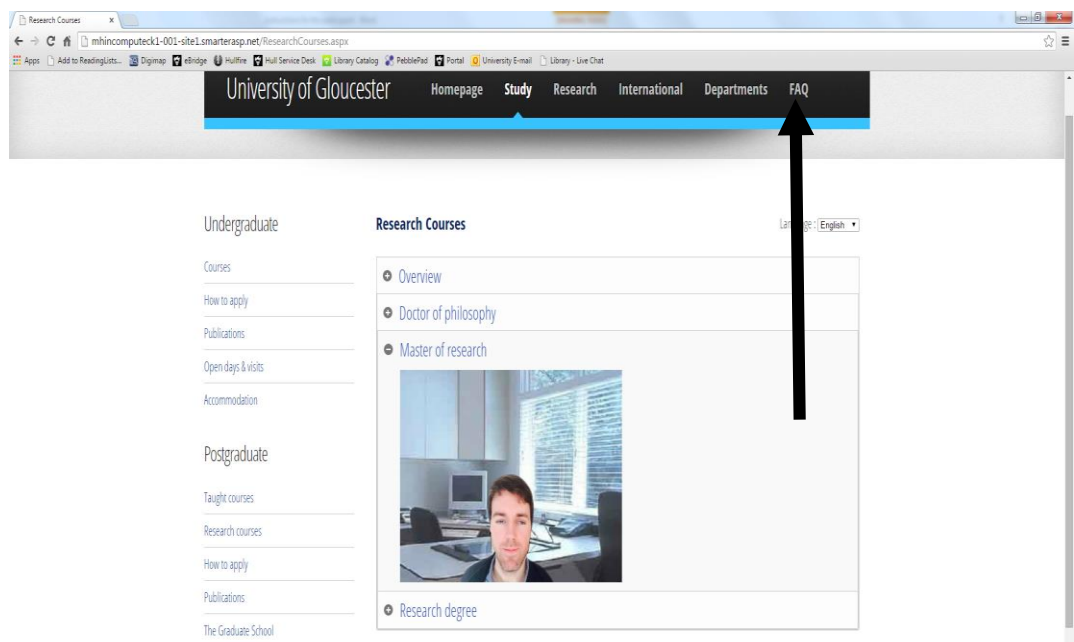 Research Courses x
mhincomputeck1-001-site1.smarterasp.net/ResearchCourses.aspx
Apps Add to ReadingLists... Digimap eBridge Hullfire Hull Service Desk Library Catalog PebblePad Portal University E-mail Library - Live Chat
University of Gloucester Homepage Study Research International Departments FAQ
Undergraduate
Courses
How to apply
Publications
Open days & visits
Accommodation
Postgraduate
Taught courses
Research courses
How to apply
Publications
The Graduate School
Research Courses
English
Overview
Doctor of philosophy
Master of research
Research degree